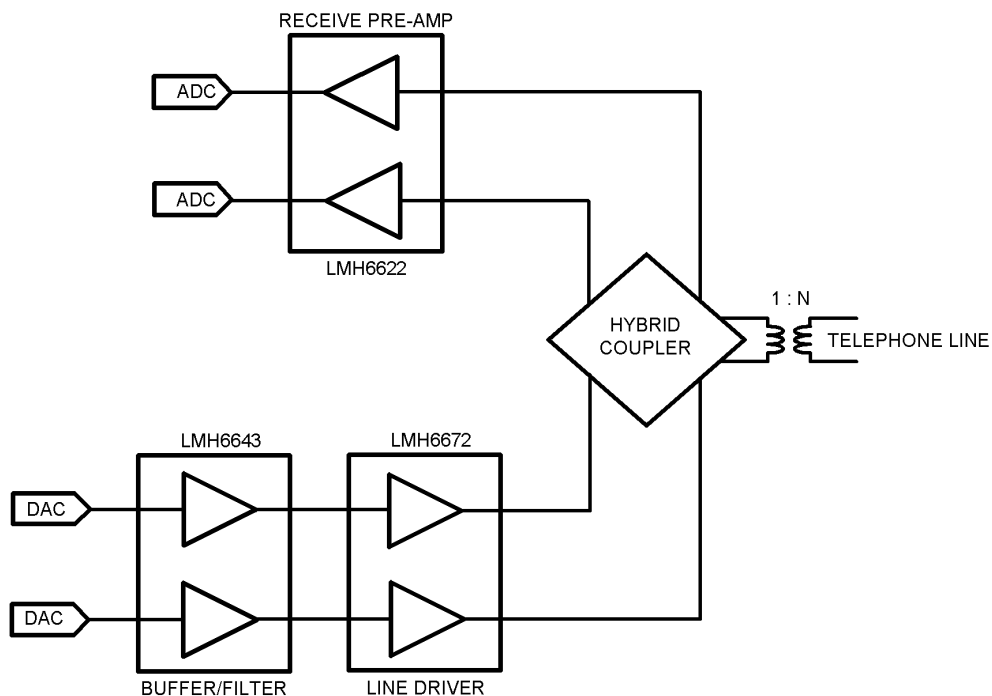 RECEIVE PRE-AMP
ADC
ADC
LMH6622
1 : N
HYBRID
COUPLER
TELEPHONE LINE
LMH6643
LMH6672
DAC
DAC
BUFFER/FILTER
LINE DRIVER